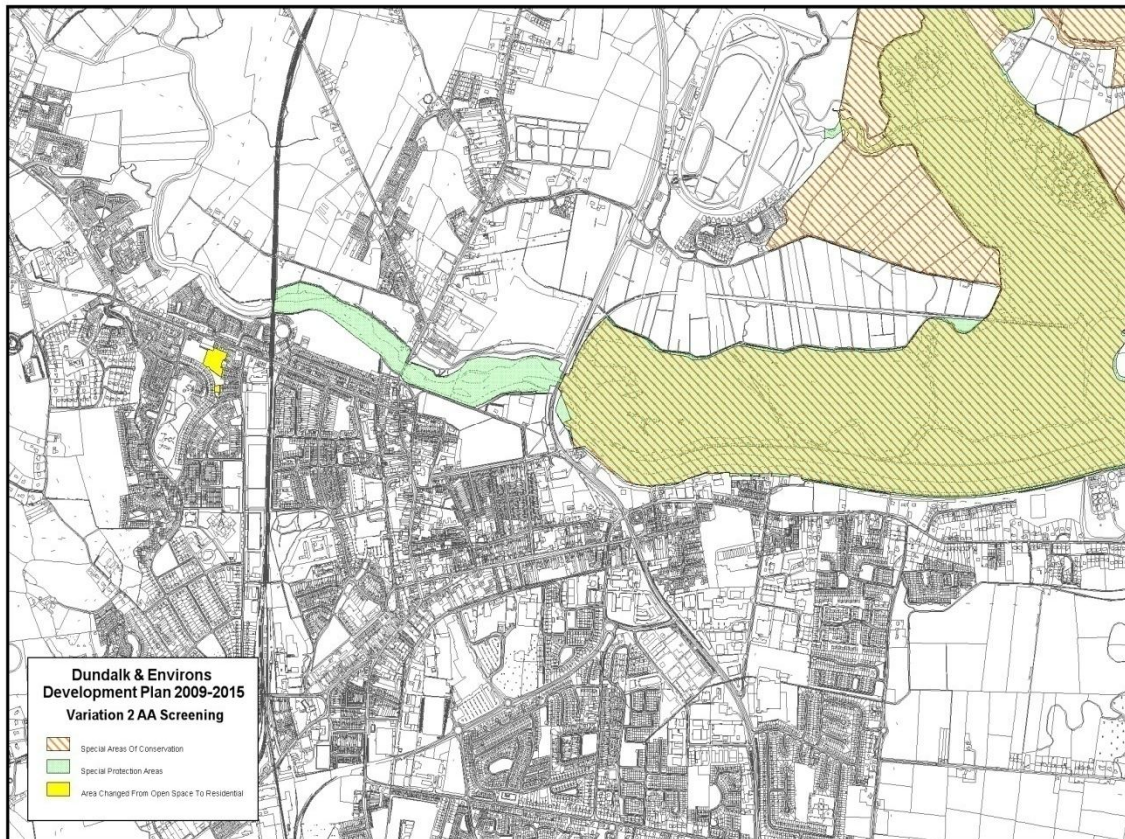 Dundalk & Environs
Development Plan 2009-2015
Variation 2 AA Screening
Special Areas Of Conservation
Special Protection Areas
Area Changed From Open Space To Residential